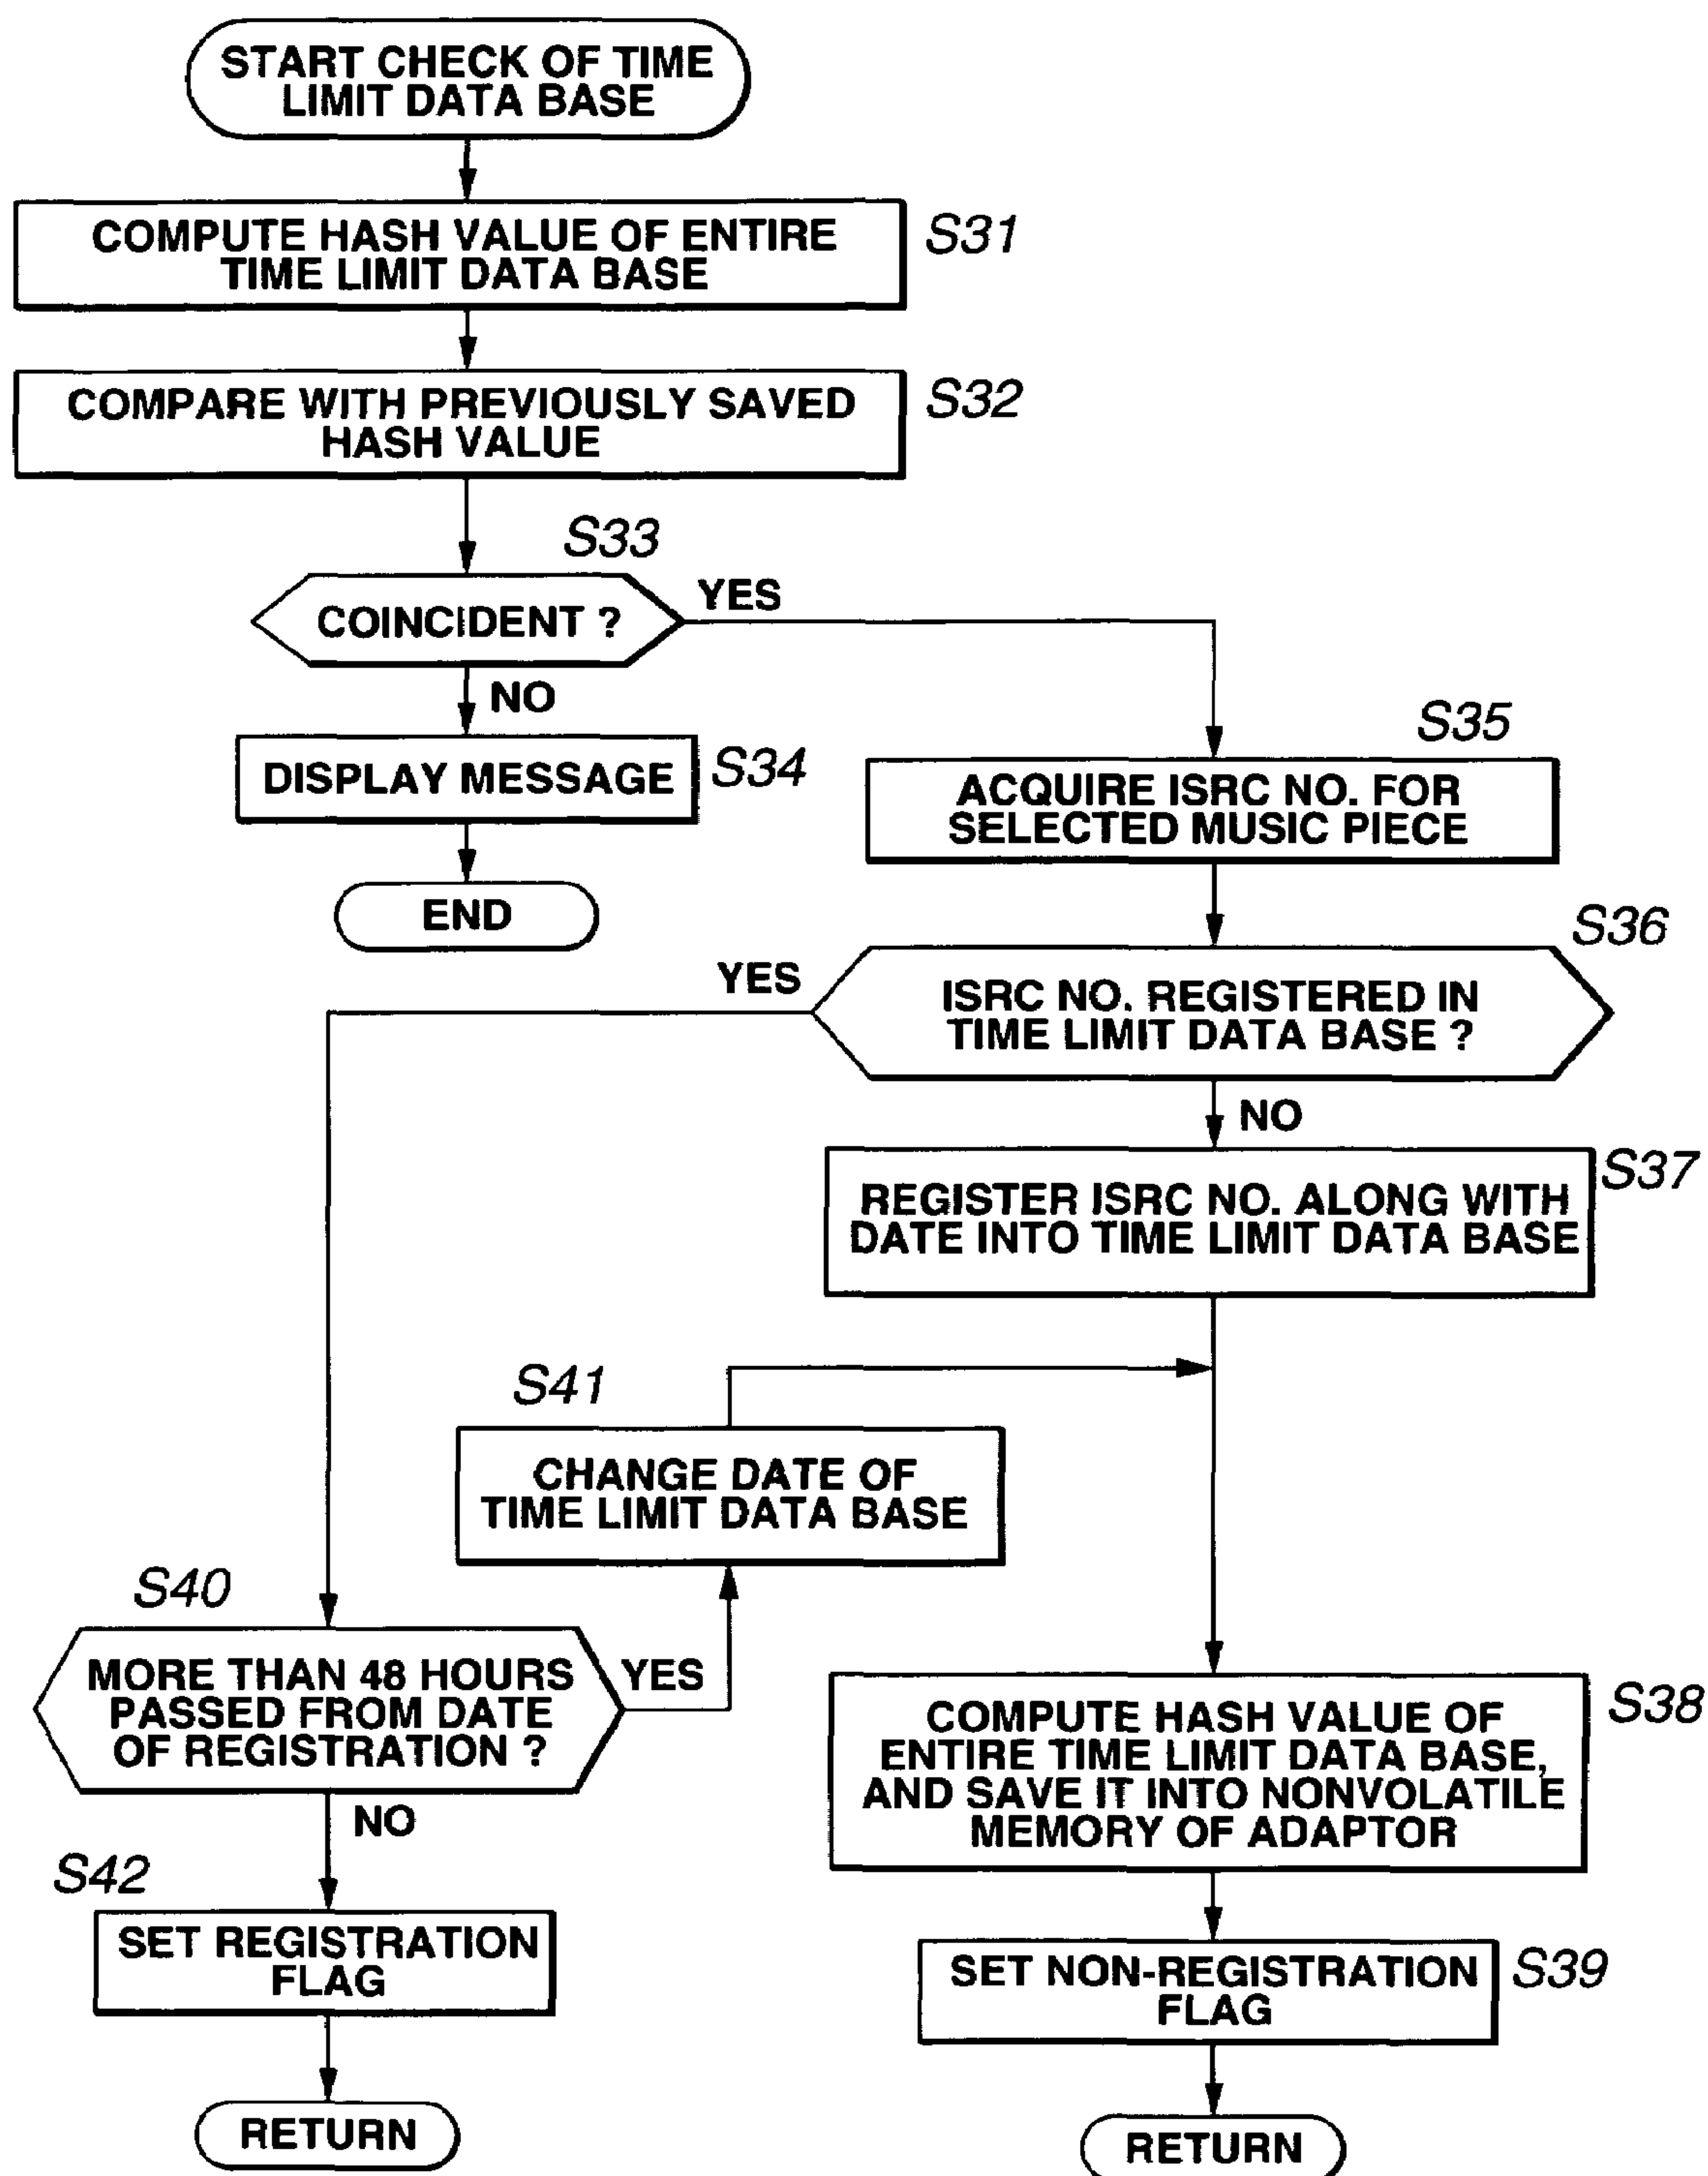 START CHECK OF TIME
LIMIT DATA BASE
COMPUTE HASH VALUE OF ENTIRE
TIME LIMIT DATA BASE
S31
COMPARE WITH PREVIOUSLY SAVED
HASH VALUE
S32
S33
COINCIDENT ?
YES
NO
DISPLAY MESSAGE
S34
END
S35
ACQUIRE ISRC NO. FOR
SELECTED MUSIC PIECE
S36
YES
ISRC NO. REGISTERED IN
TIME LIMIT DATA BASE ?
NO
S37
REGISTER ISRC NO. ALONG WITH
DATE INTO TIME LIMIT DATA BASE
S41
CHANGE DATE OF
TIME LIMIT DATA BASE
S40
MORE THAN 48 HOURS
PASSED FROM DATE
OF REGISTRATION ?
YES
NO
S38
COMPUTE HASH VALUE OF
ENTIRE TIME LIMIT DATA BASE,
AND SAVE IT INTO NONVOLATILE
MEMORY OF ADAPTOR
S42
SET REGISTRATION
FLAG
SET NON-REGISTRATION
FLAG
S39
RETURN
RETURN